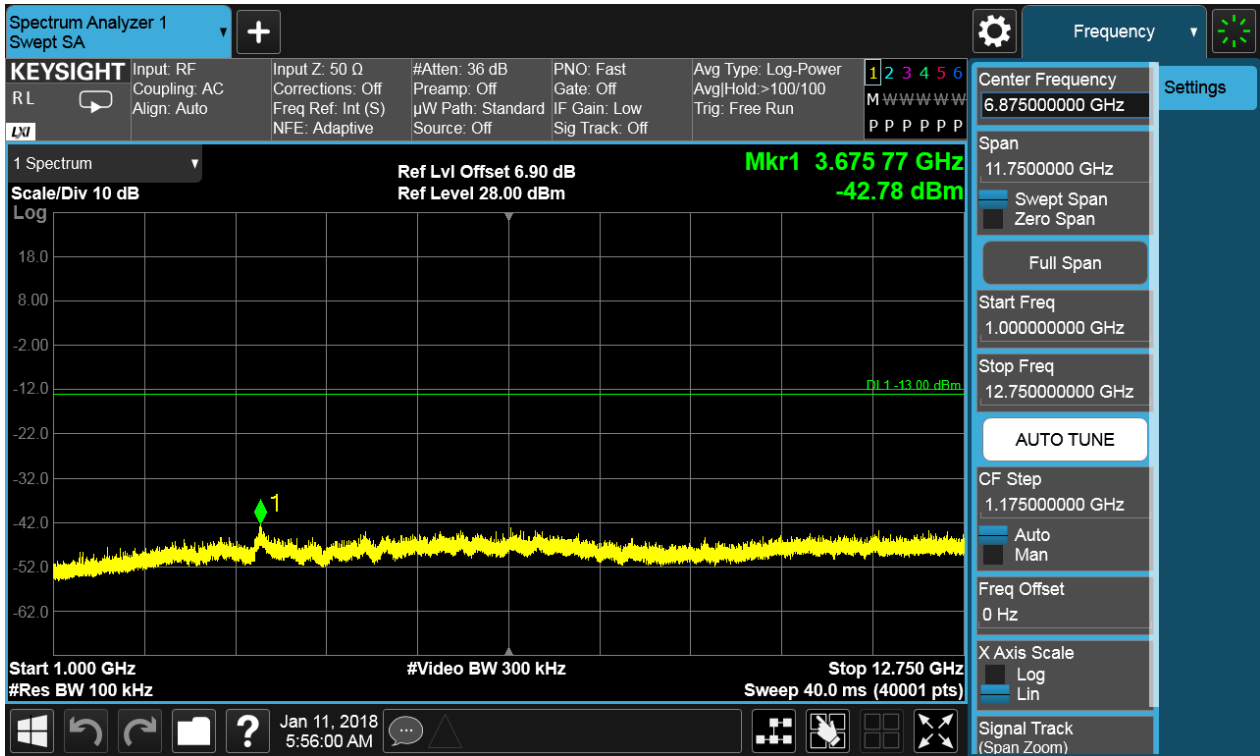 Spectrum Analyzer 1
Swept SA
Frequency
KEYSIGHT
R L
LXI
Input: RF
Coupling: AC
Align: Auto
Input Z: 50 Ω
Corrections: Off
Freq Ref: Int (S)
NFE: Adaptive
#Atten: 36 dB
Preamp: Off
µW Path: Standard
Source: Off
PNO: Fast
Gate: Off
IF Gain: Low
Sig Track: Off
Avg Type: Log-Power
Avg|Hold:>100/100
Trig: Free Run
1 2 3 4 5 6
M W W W W W
P P P P P P
1 Spectrum
Scale/Div 10 dB
Ref Lvl Offset 6.90 dB
Ref Level 28.00 dBm
Mkr1 3.675 77 GHz
-42.78 dBm
Log
18.0
8.00
-2.00
-12.0
-22.0
-32.0
-42.0
-52.0
-62.0
DL1 -13.00 dBm
1
Start 1.000 GHz
#Res BW 100 kHz
#Video BW 300 kHz
Stop 12.750 GHz
Sweep 40.0 ms (40001 pts)
Jan 11, 2018
5:56:00 AM
?
Center Frequency
6.875000000 GHz
Span
11.7500000 GHz
Swept Span
Zero Span
Full Span
Start Freq
1.000000000 GHz
Stop Freq
12.750000000 GHz
AUTO TUNE
CF Step
1.175000000 GHz
Auto
Man
Freq Offset
0 Hz
X Axis Scale
Log
Lin
Signal Track
(Span Zoom)
Settings